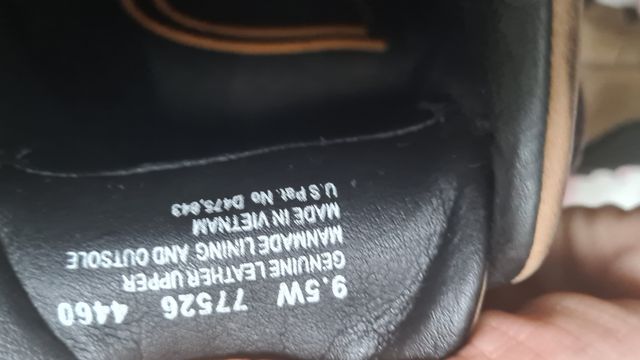 9.5W 77526 4460
GENUINE LEATHER UPPER
MANMADE LINING AND OUTSOLE
MADE IN VIETNAM
U.S Pat. No D475,843